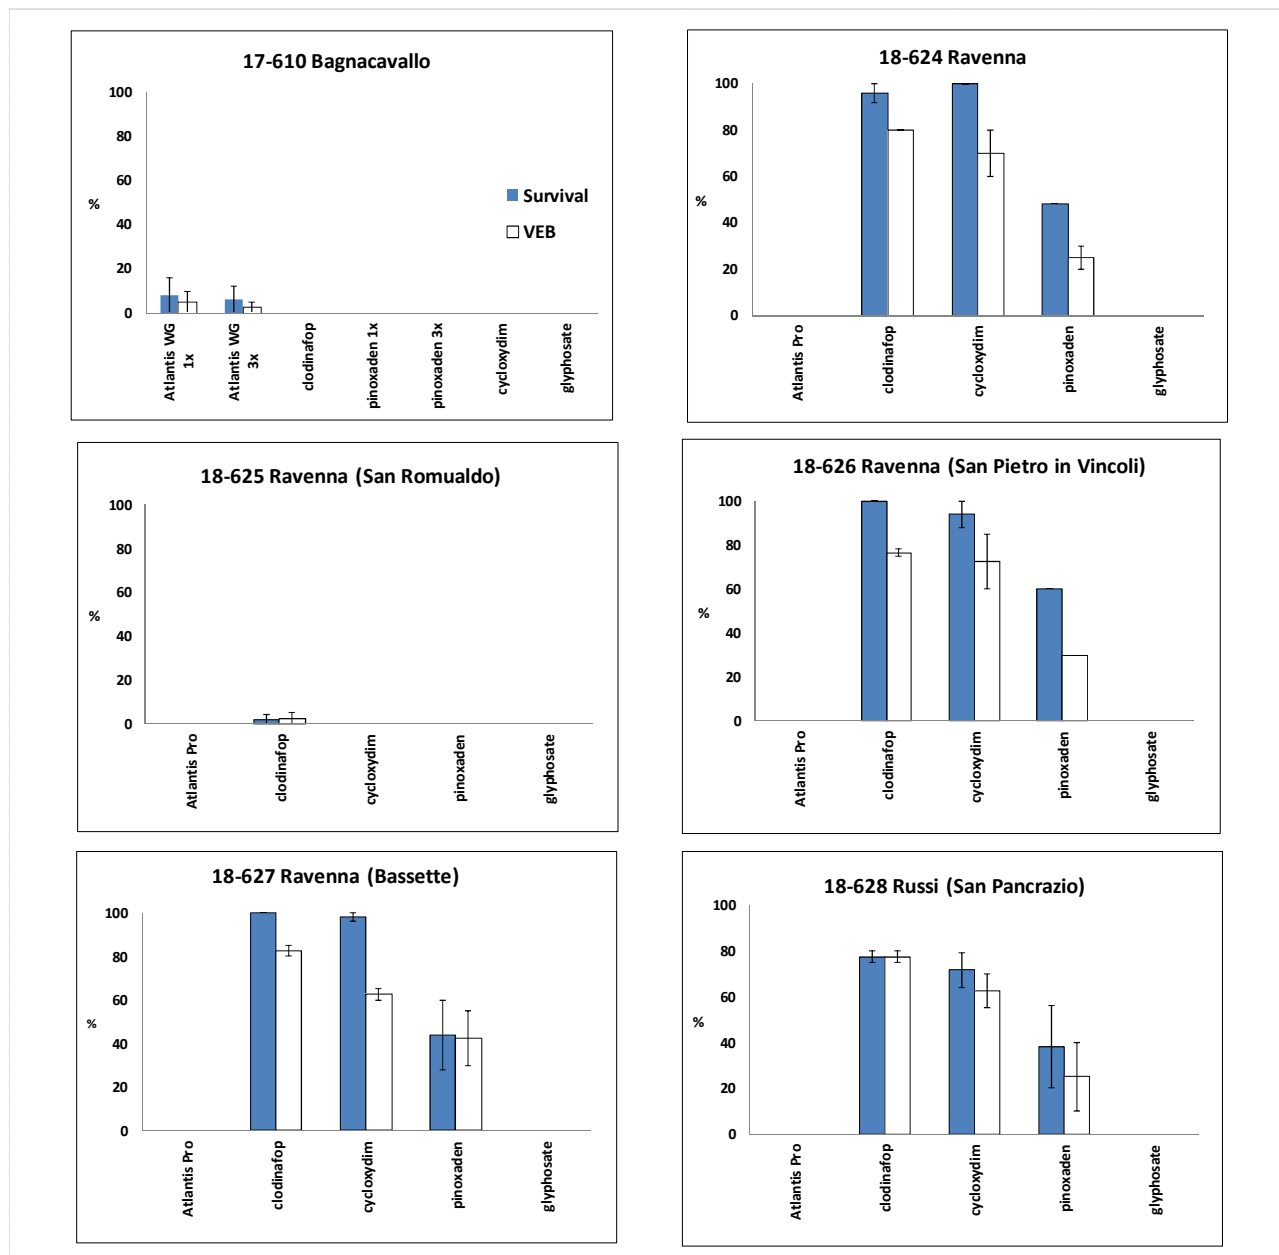 17-610 Bagnacavallo
100
80
60
40
20
0
%
Survival
VEB
Atlantis WG
1x
Atlantis WG
3x
clodinafop
pinoxaden 1x
pinoxaden 3x
cycloxydim
glyphosate
18-624 Ravenna
100
80
60
40
20
0
%
Atlantis Pro
clodinafop
cycloxydim
pinoxaden
glyphosate
18-625 Ravenna (San Romualdo)
100
80
60
40
20
0
%
Atlantis Pro
clodinafop
cycloxydim
pinoxaden
glyphosate
18-626 Ravenna (San Pietro in Vincoli)
100
80
60
40
20
0
%
Atlantis Pro
clodinafop
cycloxydim
pinoxaden
glyphosate
18-627 Ravenna (Bassette)
100
80
60
40
20
0
%
Atlantis Pro
clodinafop
cycloxydim
pinoxaden
glyphosate
18-628 Russi (San Pancrazio)
100
80
60
40
20
0
%
Atlantis Pro
clodinafop
cycloxydim
pinoxaden
glyphosate